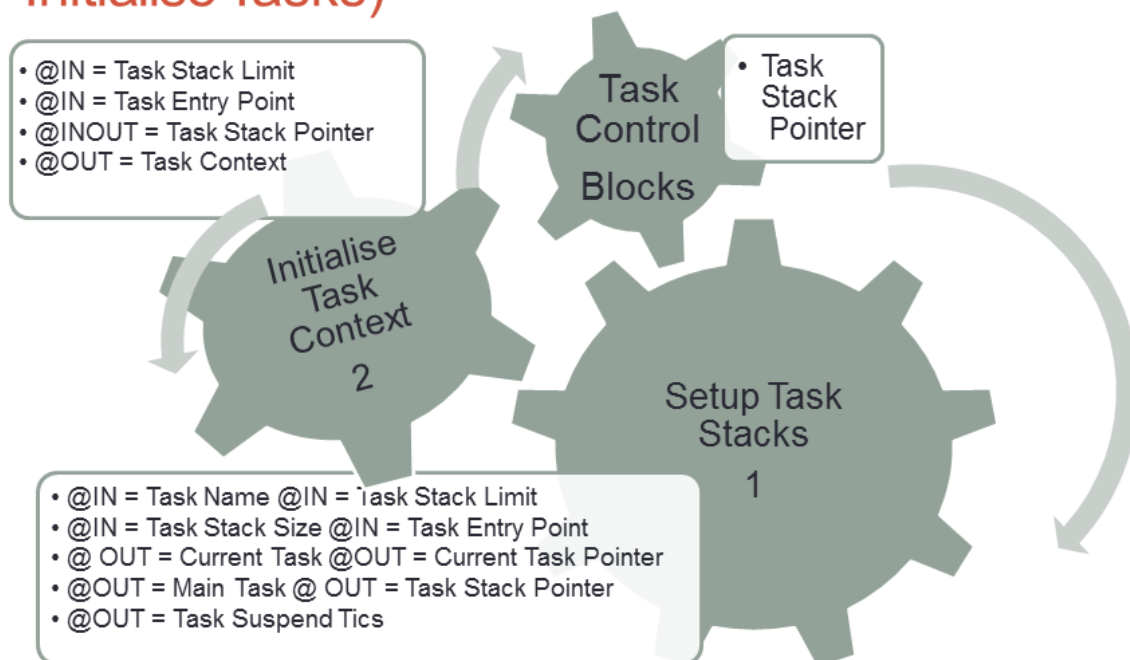 Initialise Tasks)
• @IN = Task Stack Limit
• @IN = Task Entry Point
• @INOUT = Task Stack Pointer
• @OUT = Task Context
Task
Control
Blocks
• Task
Stack
Pointer
Initialise
Task
Context
2
Setup Task
Stacks
1
• @IN = Task Name @IN = Task Stack Limit
• @IN = Task Stack Size @IN = Task Entry Point
• @ OUT = Current Task @OUT = Current Task Pointer
• @OUT = Main Task @ OUT = Task Stack Pointer
• @OUT = Task Suspend Tics